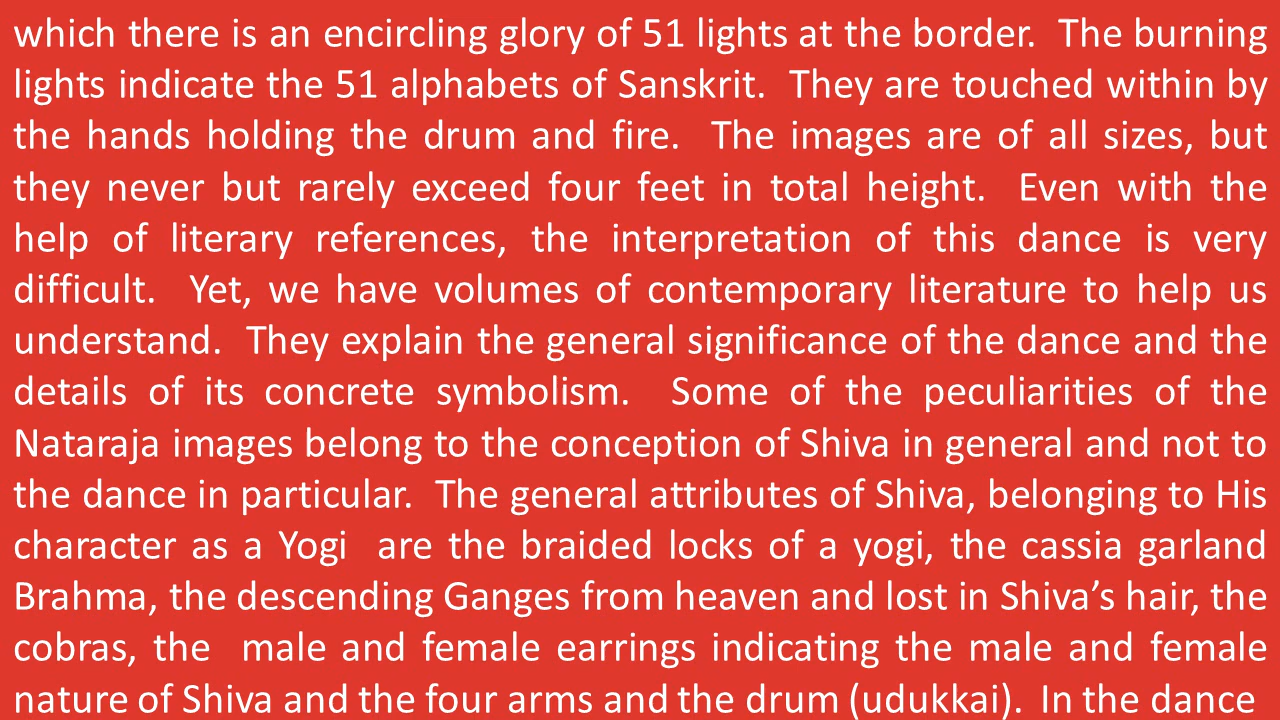 which there is an encircling glory of 51 lights at the border.  The burning
lights indicate the 51 alphabets of Sanskrit.  They are touched within by
the hands holding the drum and fire.  The images are of all sizes, but
they never but rarely exceed four feet in total height.  Even with the
help of literary references, the interpretation of this dance is very
difficult.  Yet, we have volumes of contemporary literature to help us
understand.  They explain the general significance of the dance and the
details of its concrete symbolism.  Some of the peculiarities of the
Nataraja images belong to the conception of Shiva in general and not to
the dance in particular.  The general attributes of Shiva, belonging to His
character as a Yogi  are the braided locks of a yogi, the cassia garland
Brahma, the descending Ganges from heaven and lost in Shiva’s hair, the
cobras, the  male and female earrings indicating the male and female
nature of Shiva and the four arms and the drum (udukkai).  In the dance